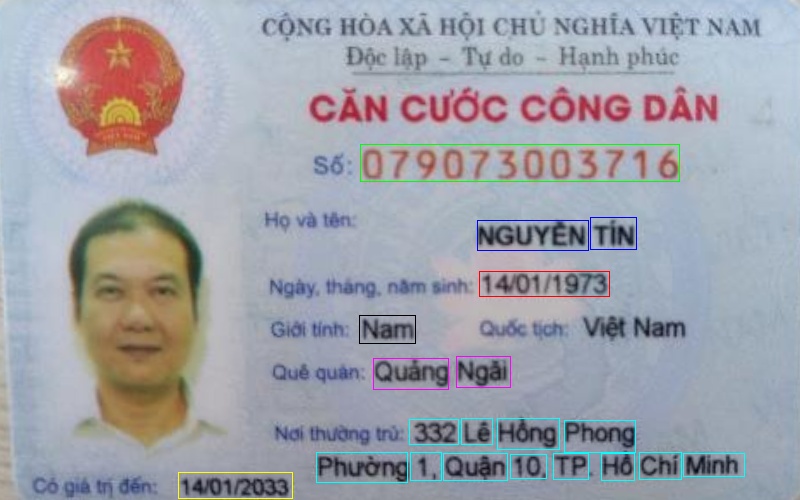 CỘNG HÒA XÃ HỘI CHỦ NGHĨA VIỆT NAM
Độc lập - Tự do - Hạnh phúc
CĂN CƯỚC CÔNG DÂN
Số: 079073003716
Họ và tên:
NGUYỄN TÍN
Ngày, tháng, năm sinh: 14/01/1973
Giới tính: Nam Quốc tịch: Việt Nam
Quê quán: Quảng Ngãi
Nơi thường trú: 332 Lê Hồng Phong
Phường 1, Quận 10, TP. Hồ Chí Minh
Có giá trị đến: 14/01/2033